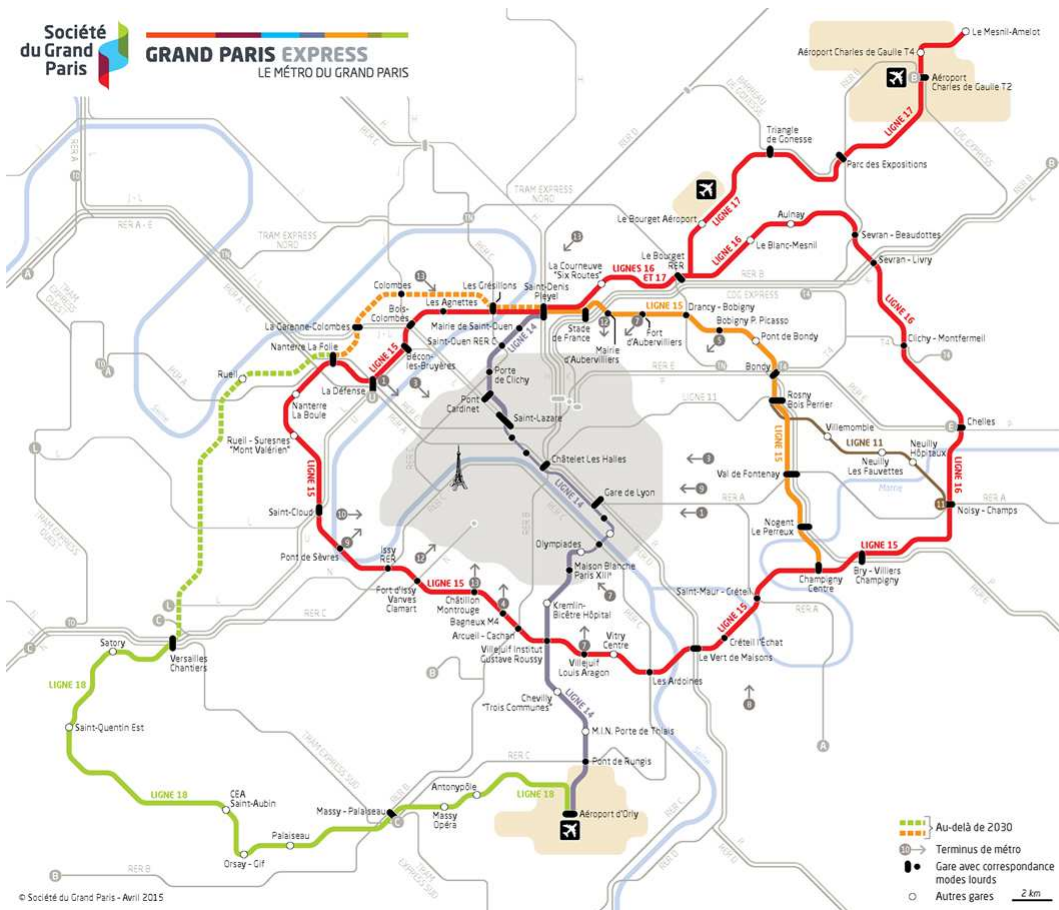 Société
du Grand
Paris
GRAND PARIS EXPRESS
LE MÉTRO DU GRAND PARIS
Le Mesnil-Amelot
Aéroport Charles de Gaulle T4
Aéroport
Charles de Gaulle T2
RER B
LIGNE 17
CDG EXPRESS
Triangle
de Gonesse
Parc des Expositions
Le Bourget Aéroport
LIGNE 17
TRAM EXPRESS
NORD
TRAM EXPRESS
NORD
RER D
RER A - E
J - L
Aulnay
Le Blanc-Mesnil
LIGNE 16
Sevran - Beaudottes
Sevran - Livry
Le Bourget
RER
La Courneuve
"Six Routes"
LIGNES 16
ET 17
RER B
CDG EXPRESS
Colombes
Les Grésillons
Saint-Denis
Pleyel
Les Agnettes
Bois-
Colombes
La Garenne-Colombes
Nanterre La Folie
Mairie de Saint-Ouen
Saint-Ouen RER C
LIGNE 14
LIGNE 15
Stade
de France
Mairie
d'Aubervilliers
Fort
d'Aubervilliers
Drancy - Bobigny
Bobigny P. Picasso
Pont de Bondy
LIGNE 16
Clichy - Montfermeil
Bondy
RER E
Rueil
La Défense
LIGNE 15
Bécon-
les-Bruyères
Porte
de Clichy
Pont
Cardinet
Saint-Lazare
Nanterre
La Boule
Rueil - Suresnes
"Mont Valérien"
Rosny
Bois Perrier
LIGNE 11
Villemomble
LIGNE 11
Neuilly
Hôpitaux
Neuilly
Les Fauvettes
Chelles
LIGNE 15
Châtelet Les Halles
LIGNE 14
Gare de Lyon
Val de Fontenay
Marne
LIGNE 16
RER A
Noisy - Champs
LIGNE 15
Saint-Cloud
Pont de Sèvres
Issy
RER
Fort d'Issy
Vanves
Clamart
LIGNE 15
Châtillon
Montrouge
Bagneux M4
Arcueil - Cachan
Villejuif Institut
Gustave Roussy
Olympiades
Maison Blanche
Paris XIIIe
Kremlin-
Bicêtre Hôpital
Nogent
Le Perreux
LIGNE 15
Bry - Villiers
Champigny
Champigny
Centre
Saint-Maur - Créteil
LIGNE 15
RER A
Créteil l'Echat
Le Vert de Maisons
Les Ardoines
Vitry
Centre
Villejuif
Louis Aragon
Satory
Versailles
Chantiers
LIGNE 18
Saint-Quentin Est
LIGNE 18
CEA
Saint-Aubin
Orsay - Gif
Palaiseau
Massy - Palaiseau
Massy
Opéra
Antonypôle
LIGNE 18
TRAM EXPRESS SUD
RER C
Chevilly
"Trois Communes"
LIGNE 14
M.I.N. Porte de Thiais
Pont de Rungis
Aéroport d'Orly
Seine
RER B
TRAM
EXPRESS SUD
RER C
RER D
Au-delà de 2030
Terminus de métro
Gare avec correspondance
modes lourds
Autres gares
2 km
© Société du Grand Paris - Avril 2015